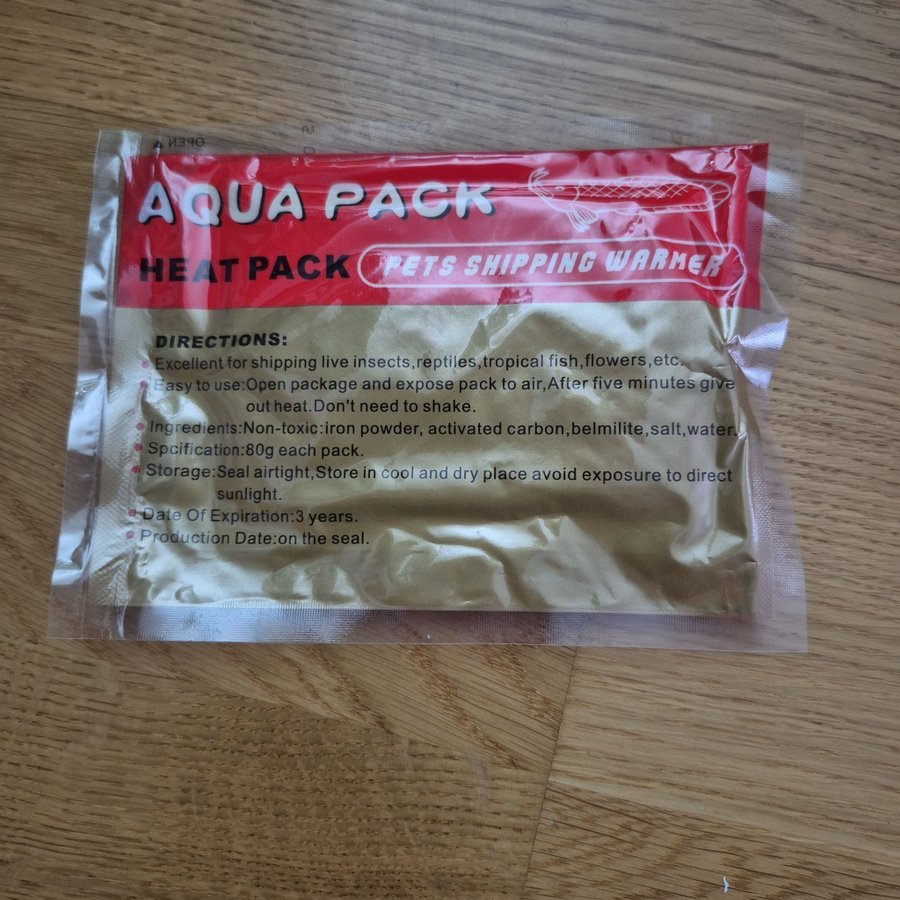 OPEN
AQUA PACK
HEAT PACK PETS SHIPPING WARMER
DIRECTIONS:
Excellent for shipping live insects,reptiles,tropical fish,flowers,etc.
Easy to use:Open package and expose pack to air,After five minutes give
out heat.Don't need to shake.
Ingredients:Non-toxic:iron powder, activated carbon,belmilite,salt,water.
Spcification:80g each pack.
Storage:Seal airtight,Store in cool and dry place avoid exposure to direct
sunlight.
Date Of Expiration:3 years.
Production Date:on the seal.